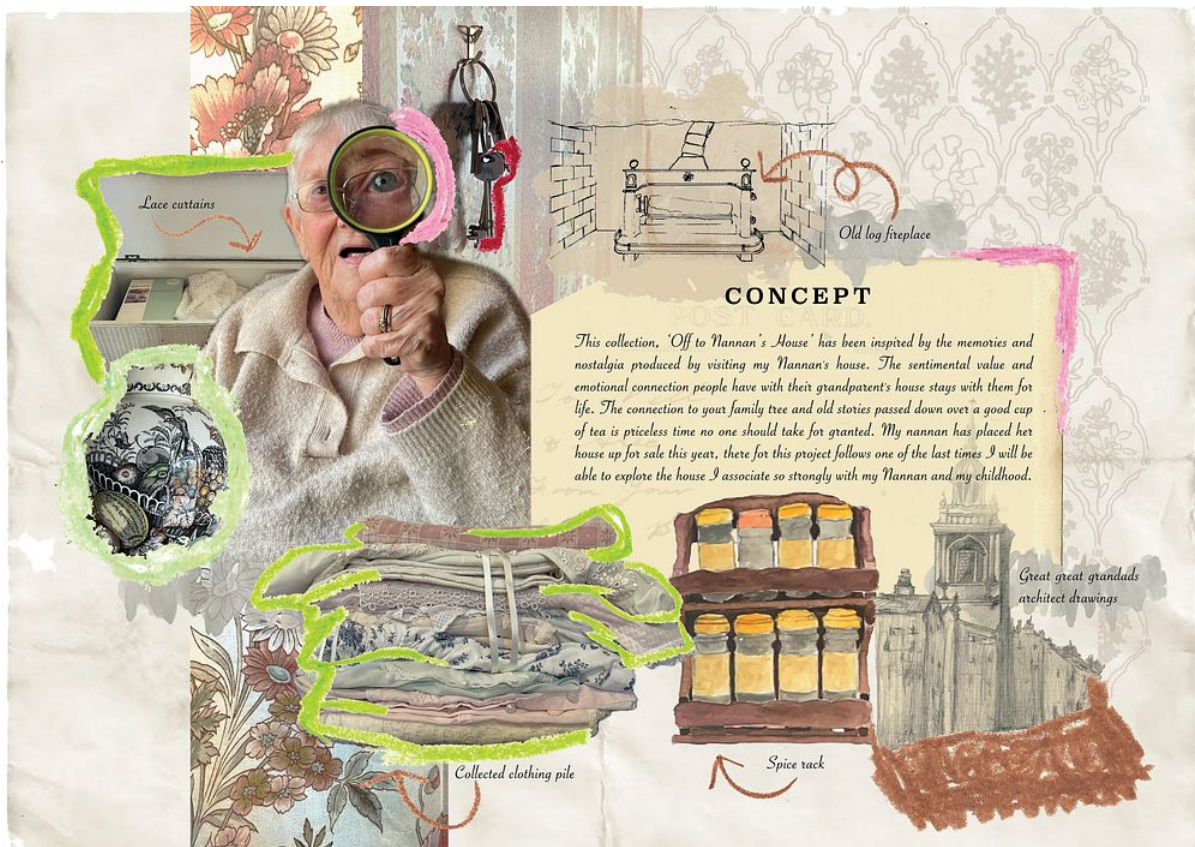 Lace curtains
Old log fireplace
CONCEPT
POST CARD.
This collection, 'Off to Nannan's House' has been inspired by the memories and
nostalgia produced by visiting my Nannan's house. The sentimental value and
emotional connection people have with their grandparent's house stays with them for
life. The connection to your family tree and old stories passed down over a good cup
of tea is priceless time no one should take for granted. My nannan has placed her
house up for sale this year, there for this project follows one of the last times I will be
able to explore the house I associate so strongly with my Nannan and my childhood.
Great great grandads
architect drawings
Spice rack
Collected clothing pile